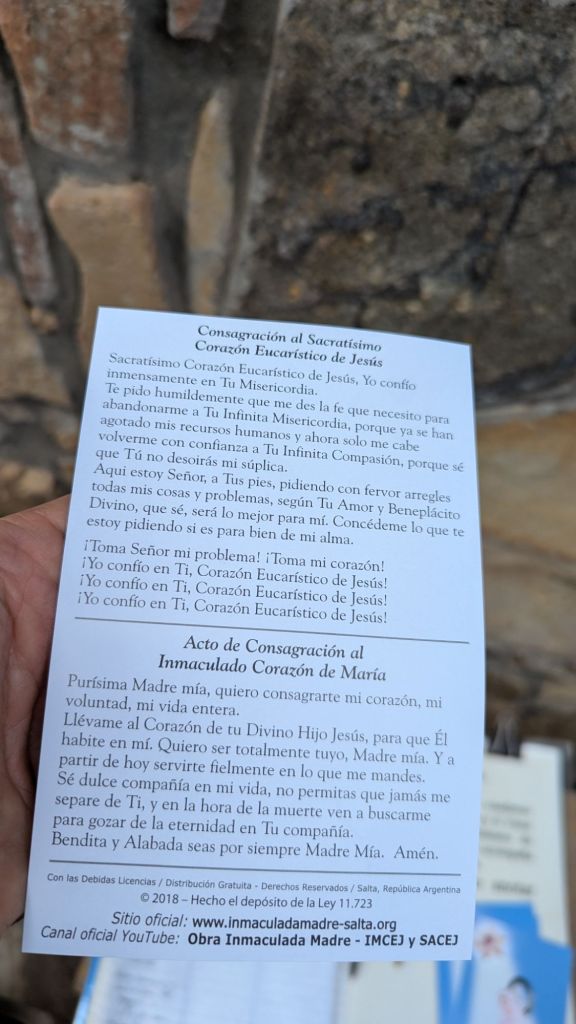 Consagración al Sacratísimo
Corazón Eucarístico de Jesús
Sacratísimo Corazón Eucarístico de Jesús, Yo confío
inmensamente en Tu Misericordia.
Te pido humildemente que me des la fe que necesito para
abandonarme a Tu Infinita Misericordia, porque ya se han
agotado mis recursos humanos y ahora solo me cabe
volverme con confianza a Tu Infinita Compasión, porque sé
que Tú no desoirás mi súplica.
Aqui estoy Señor, a Tus pies, pidiendo con fervor arregles
todas mis cosas y problemas, según Tu Amor y Beneplácito
Divino, que sé, será lo mejor para mí. Concédeme lo que te
estoy pidiendo si es para bien de mi alma.
¡Toma Señor mi problema! ¡Toma mi corazón!
¡Yo confío en Ti, Corazón Eucarístico de Jesús!
¡Yo confío en Ti, Corazón Eucarístico de Jesús!
¡Yo confío en Ti, Corazón Eucarístico de Jesús!
Acto de Consagración al
Inmaculado Corazón de María
Purísima Madre mía, quiero consagrarte mi corazón, mi
voluntad, mi vida entera.
Llévame al Corazón de tu Divino Hijo Jesús, para que Él
habite en mí. Quiero ser totalmente tuyo, Madre mía. Y a
partir de hoy servirte fielmente en lo que me mandes.
Sé dulce compañía en mi vida, no permitas que jamás me
separe de Ti, y en la hora de la muerte ven a buscarme
para gozar de la eternidad en Tu compañía.
Bendita y Alabada seas por siempre Madre Mía. Amén.
Con las Debidas Licencias / Distribución Gratuita - Derechos Reservados / Salta, República Argentina
© 2018 – Hecho el depósito de la Ley 11.723
Sitio oficial: www.inmaculadamadre-salta.org
Canal oficial YouTube: Obra Inmaculada Madre - IMCEJ y SACEJ